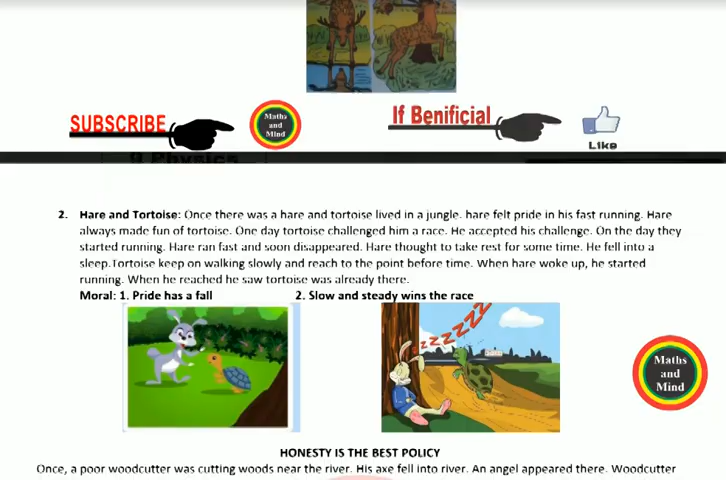 SUBSCRIBE
Maths
and
Mind
If Benificial
Like
2. Hare and Tortoise: Once there was a hare and tortoise lived in a jungle. hare felt pride in his fast running. Hare
always made fun of tortoise. One day tortoise challenged him a race. He accepted his challenge. On the day they
started running. Hare ran fast and soon disappeared. Hare thought to take rest for some time. He fell into a
sleep.Tortoise keep on walking slowly and reach to the point before time. When hare woke up, he started
running. When he reached he saw tortoise was already there.
Moral: 1. Pride has a fall 2. Slow and steady wins the race
zzzzzzz
Maths
and
Mind
HONESTY IS THE BEST POLICY
Once, a poor woodcutter was cutting woods near the river. His axe fell into river. An angel appeared there. Woodcutter